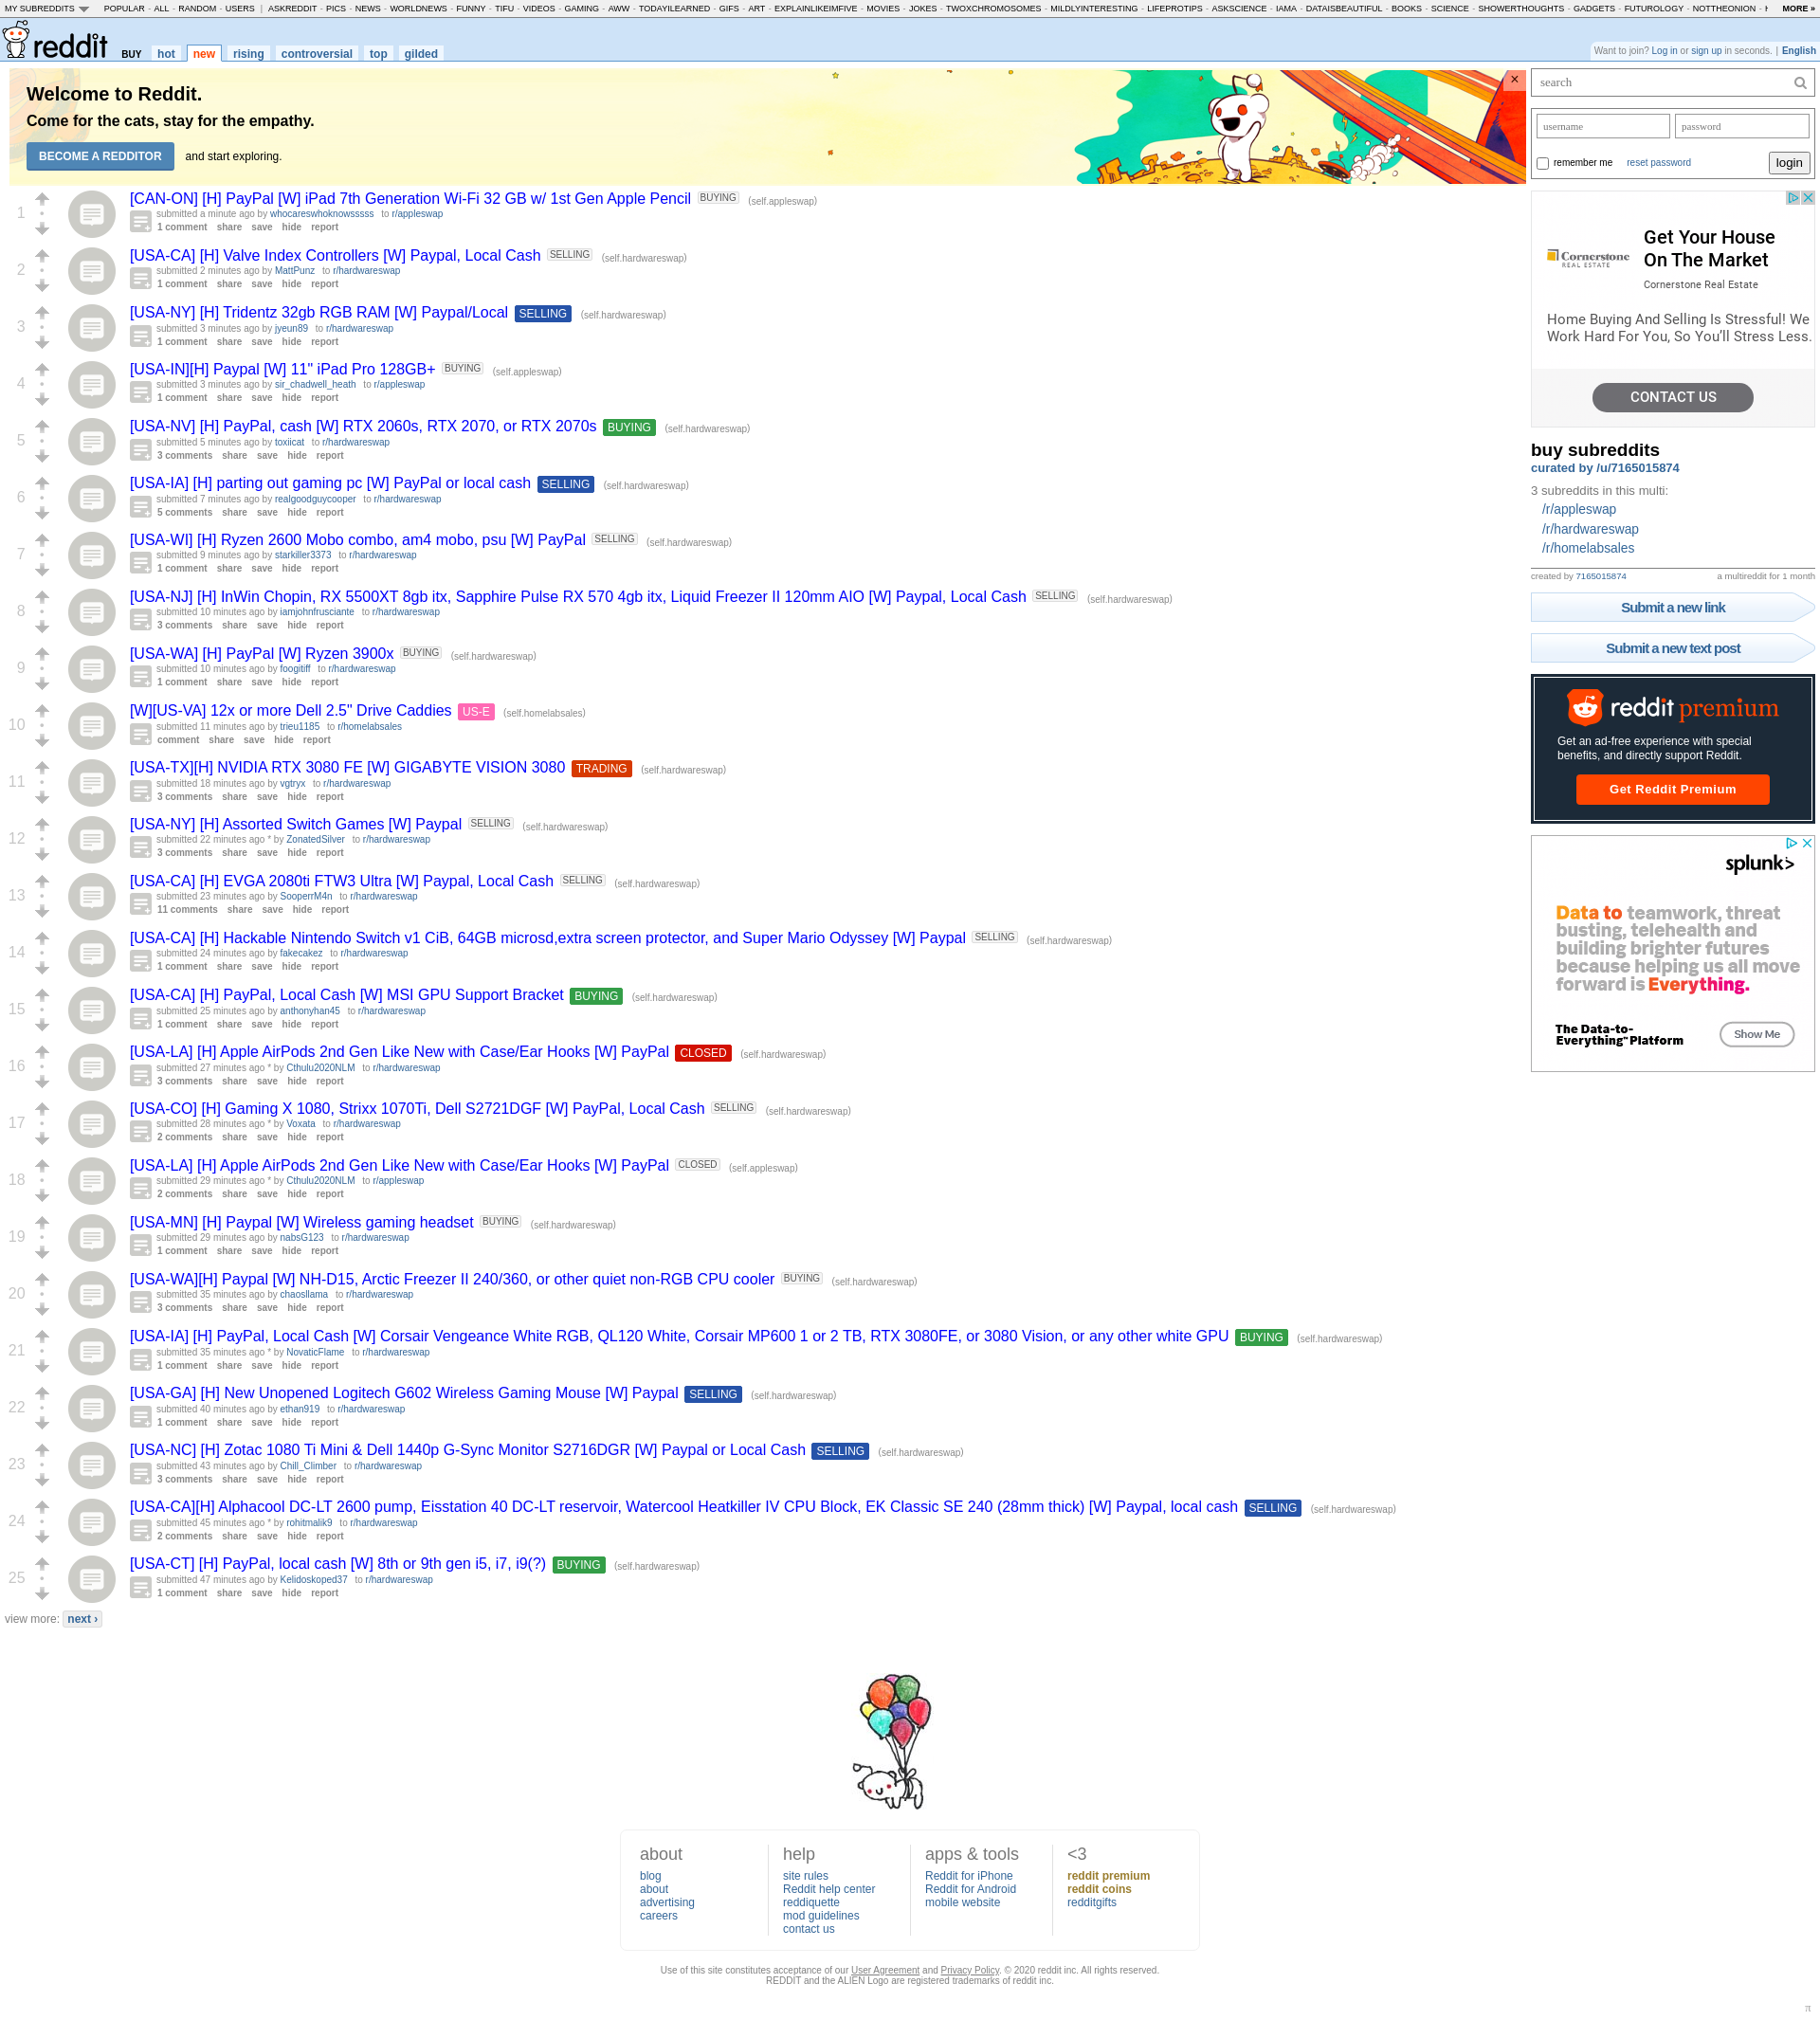 MY SUBREDDITS POPULAR - ALL - RANDOM - USERS | ASKREDDIT - PICS - NEWS - WORLDNEWS - FUNNY - TIFU - VIDEOS - GAMING - AWW - TODAYILEARNED - GIFS - ART - EXPLAINLIKEIMFIVE - MOVIES - JOKES - TWOXCHROMOSOMES - MILDLYINTERESTING - LIFEPROTIPS - ASKSCIENCE - IAMA - DATAISBEAUTIFUL - BOOKS - SCIENCE - SHOWERTHOUGHTS - GADGETS - FUTUROLOGY - NOTTHEONION - MORE »
reddit BUY hot new rising controversial top gilded
Want to join? Log in or sign up in seconds. | English
Welcome to Reddit.
Come for the cats, stay for the empathy.
BECOME A REDDITOR and start exploring.
×
1
[CAN-ON] [H] PayPal [W] iPad 7th Generation Wi-Fi 32 GB w/ 1st Gen Apple Pencil BUYING (self.appleswap)
submitted a minute ago by whocareswhoknowsssss to r/appleswap
1 comment share save hide report
2
[USA-CA] [H] Valve Index Controllers [W] Paypal, Local Cash SELLING (self.hardwareswap)
submitted 2 minutes ago by MattPunz to r/hardwareswap
1 comment share save hide report
3
[USA-NY] [H] Tridentz 32gb RGB RAM [W] Paypal/Local SELLING (self.hardwareswap)
submitted 3 minutes ago by jyeun89 to r/hardwareswap
1 comment share save hide report
4
[USA-IN][H] Paypal [W] 11" iPad Pro 128GB+ BUYING (self.appleswap)
submitted 3 minutes ago by sir_chadwell_heath to r/appleswap
1 comment share save hide report
5
[USA-NV] [H] PayPal, cash [W] RTX 2060s, RTX 2070, or RTX 2070s BUYING (self.hardwareswap)
submitted 5 minutes ago by toxiicat to r/hardwareswap
3 comments share save hide report
6
[USA-IA] [H] parting out gaming pc [W] PayPal or local cash SELLING (self.hardwareswap)
submitted 7 minutes ago by realgoodguycooper to r/hardwareswap
5 comments share save hide report
7
[USA-WI] [H] Ryzen 2600 Mobo combo, am4 mobo, psu [W] PayPal SELLING (self.hardwareswap)
submitted 9 minutes ago by starkiller3373 to r/hardwareswap
1 comment share save hide report
8
[USA-NJ] [H] InWin Chopin, RX 5500XT 8gb itx, Sapphire Pulse RX 570 4gb itx, Liquid Freezer II 120mm AIO [W] Paypal, Local Cash SELLING (self.hardwareswap)
submitted 10 minutes ago by iamjohnfrusciante to r/hardwareswap
3 comments share save hide report
9
[USA-WA] [H] PayPal [W] Ryzen 3900x BUYING (self.hardwareswap)
submitted 10 minutes ago by foogitiff to r/hardwareswap
1 comment share save hide report
10
[W][US-VA] 12x or more Dell 2.5" Drive Caddies US-E (self.homelabsales)
submitted 11 minutes ago by trieu1185 to r/homelabsales
comment share save hide report
11
[USA-TX][H] NVIDIA RTX 3080 FE [W] GIGABYTE VISION 3080 TRADING (self.hardwareswap)
submitted 18 minutes ago by vgtryx to r/hardwareswap
3 comments share save hide report
12
[USA-NY] [H] Assorted Switch Games [W] Paypal SELLING (self.hardwareswap)
submitted 22 minutes ago * by ZonatedSilver to r/hardwareswap
3 comments share save hide report
13
[USA-CA] [H] EVGA 2080ti FTW3 Ultra [W] Paypal, Local Cash SELLING (self.hardwareswap)
submitted 23 minutes ago by SooperrM4n to r/hardwareswap
11 comments share save hide report
14
[USA-CA] [H] Hackable Nintendo Switch v1 CiB, 64GB microsd,extra screen protector, and Super Mario Odyssey [W] Paypal SELLING (self.hardwareswap)
submitted 24 minutes ago by fakecakez to r/hardwareswap
1 comment share save hide report
15
[USA-CA] [H] PayPal, Local Cash [W] MSI GPU Support Bracket BUYING (self.hardwareswap)
submitted 25 minutes ago by anthonyhan45 to r/hardwareswap
1 comment share save hide report
16
[USA-LA] [H] Apple AirPods 2nd Gen Like New with Case/Ear Hooks [W] PayPal CLOSED (self.hardwareswap)
submitted 27 minutes ago * by Cthulu2020NLM to r/hardwareswap
3 comments share save hide report
17
[USA-CO] [H] Gaming X 1080, Strixx 1070Ti, Dell S2721DGF [W] PayPal, Local Cash SELLING (self.hardwareswap)
submitted 28 minutes ago * by Voxata to r/hardwareswap
2 comments share save hide report
18
[USA-LA] [H] Apple AirPods 2nd Gen Like New with Case/Ear Hooks [W] PayPal CLOSED (self.appleswap)
submitted 29 minutes ago * by Cthulu2020NLM to r/appleswap
2 comments share save hide report
19
[USA-MN] [H] Paypal [W] Wireless gaming headset BUYING (self.hardwareswap)
submitted 29 minutes ago by nabsG123 to r/hardwareswap
1 comment share save hide report
20
[USA-WA][H] Paypal [W] NH-D15, Arctic Freezer II 240/360, or other quiet non-RGB CPU cooler BUYING (self.hardwareswap)
submitted 35 minutes ago by chaosllama to r/hardwareswap
3 comments share save hide report
21
[USA-IA] [H] PayPal, Local Cash [W] Corsair Vengeance White RGB, QL120 White, Corsair MP600 1 or 2 TB, RTX 3080FE, or 3080 Vision, or any other white GPU BUYING (self.hardwareswap)
submitted 35 minutes ago * by NovaticFlame to r/hardwareswap
1 comment share save hide report
22
[USA-GA] [H] New Unopened Logitech G602 Wireless Gaming Mouse [W] Paypal SELLING (self.hardwareswap)
submitted 40 minutes ago by ethan919 to r/hardwareswap
1 comment share save hide report
23
[USA-NC] [H] Zotac 1080 Ti Mini & Dell 1440p G-Sync Monitor S2716DGR [W] Paypal or Local Cash SELLING (self.hardwareswap)
submitted 43 minutes ago by Chill_Climber to r/hardwareswap
3 comments share save hide report
24
[USA-CA][H] Alphacool DC-LT 2600 pump, Eisstation 40 DC-LT reservoir, Watercool Heatkiller IV CPU Block, EK Classic SE 240 (28mm thick) [W] Paypal, local cash SELLING (self.hardwareswap)
submitted 45 minutes ago * by rohitmalik9 to r/hardwareswap
2 comments share save hide report
25
[USA-CT] [H] PayPal, local cash [W] 8th or 9th gen i5, i7, i9(?) BUYING (self.hardwareswap)
submitted 47 minutes ago by Kelidoskoped37 to r/hardwareswap
1 comment share save hide report
view more: next ›
search
username password
remember me reset password login
Cornerstone
REAL ESTATE
Get Your House
On The Market
Cornerstone Real Estate
Home Buying And Selling Is Stressful! We
Work Hard For You, So You'll Stress Less.
CONTACT US
buy subreddits
curated by /u/7165015874
3 subreddits in this multi:
/r/appleswap
/r/hardwareswap
/r/homelabsales
created by 7165015874 a multireddit for 1 month
Submit a new link
Submit a new text post
reddit premium
Get an ad-free experience with special
benefits, and directly support Reddit.
Get Reddit Premium
splunk>
Data to teamwork, threat
busting, telehealth and
building brighter futures
because helping us all move
forward is Everything.
The Data-to-
Everything™ Platform
Show Me
about
blog
about
advertising
careers
help
site rules
Reddit help center
reddiquette
mod guidelines
contact us
apps & tools
Reddit for iPhone
Reddit for Android
mobile website
<3
reddit premium
reddit coins
redditgifts
Use of this site constitutes acceptance of our User Agreement and Privacy Policy. © 2020 reddit inc. All rights reserved.
REDDIT and the ALIEN Logo are registered trademarks of reddit inc.
π